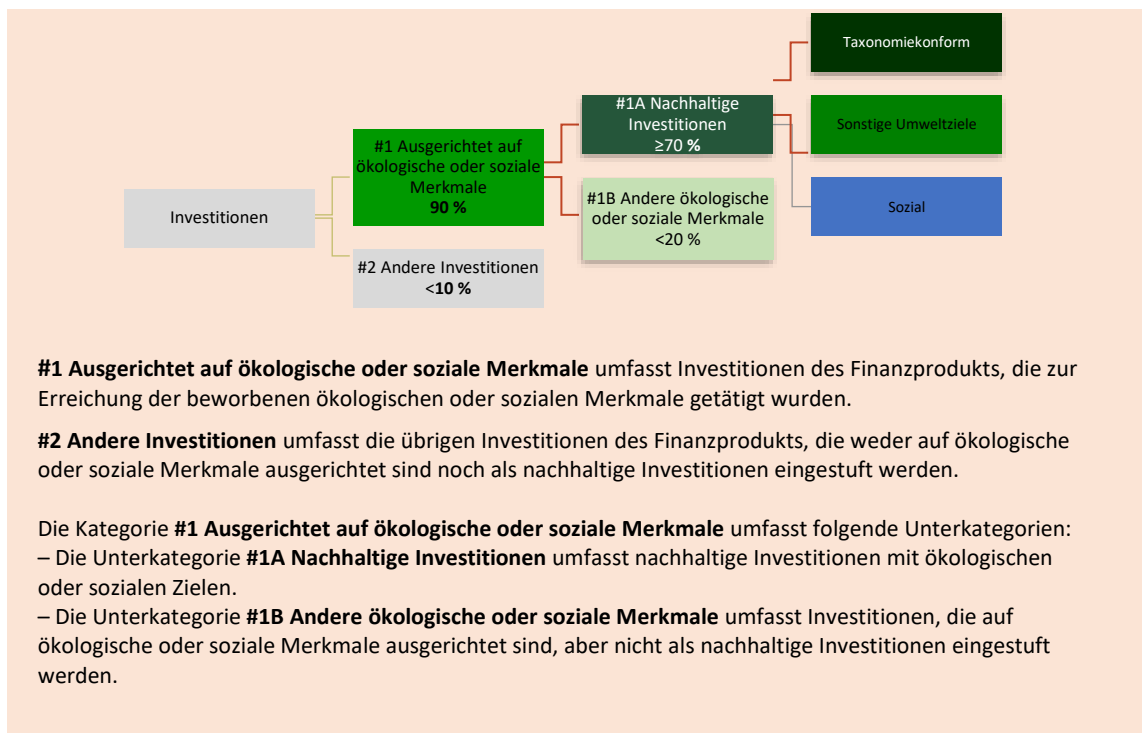 Taxonomiekonform
#1A Nachhaltige
Investitionen
≥70 %
Sonstige Umweltziele
#1 Ausgerichtet auf
ökologische oder soziale
Merkmale
90 %
#1B Andere ökologische
oder soziale Merkmale
<20 %
Sozial
Investitionen
#2 Andere Investitionen
<10 %
#1 Ausgerichtet auf ökologische oder soziale Merkmale umfasst Investitionen des Finanzprodukts, die zur
Erreichung der beworbenen ökologischen oder sozialen Merkmale getätigt wurden.
#2 Andere Investitionen umfasst die übrigen Investitionen des Finanzprodukts, die weder auf ökologische
oder soziale Merkmale ausgerichtet sind noch als nachhaltige Investitionen eingestuft werden.
Die Kategorie #1 Ausgerichtet auf ökologische oder soziale Merkmale umfasst folgende Unterkategorien:
– Die Unterkategorie #1A Nachhaltige Investitionen umfasst nachhaltige Investitionen mit ökologischen
oder sozialen Zielen.
– Die Unterkategorie #1B Andere ökologische oder soziale Merkmale umfasst Investitionen, die auf
ökologische oder soziale Merkmale ausgerichtet sind, aber nicht als nachhaltige Investitionen eingestuft
werden.